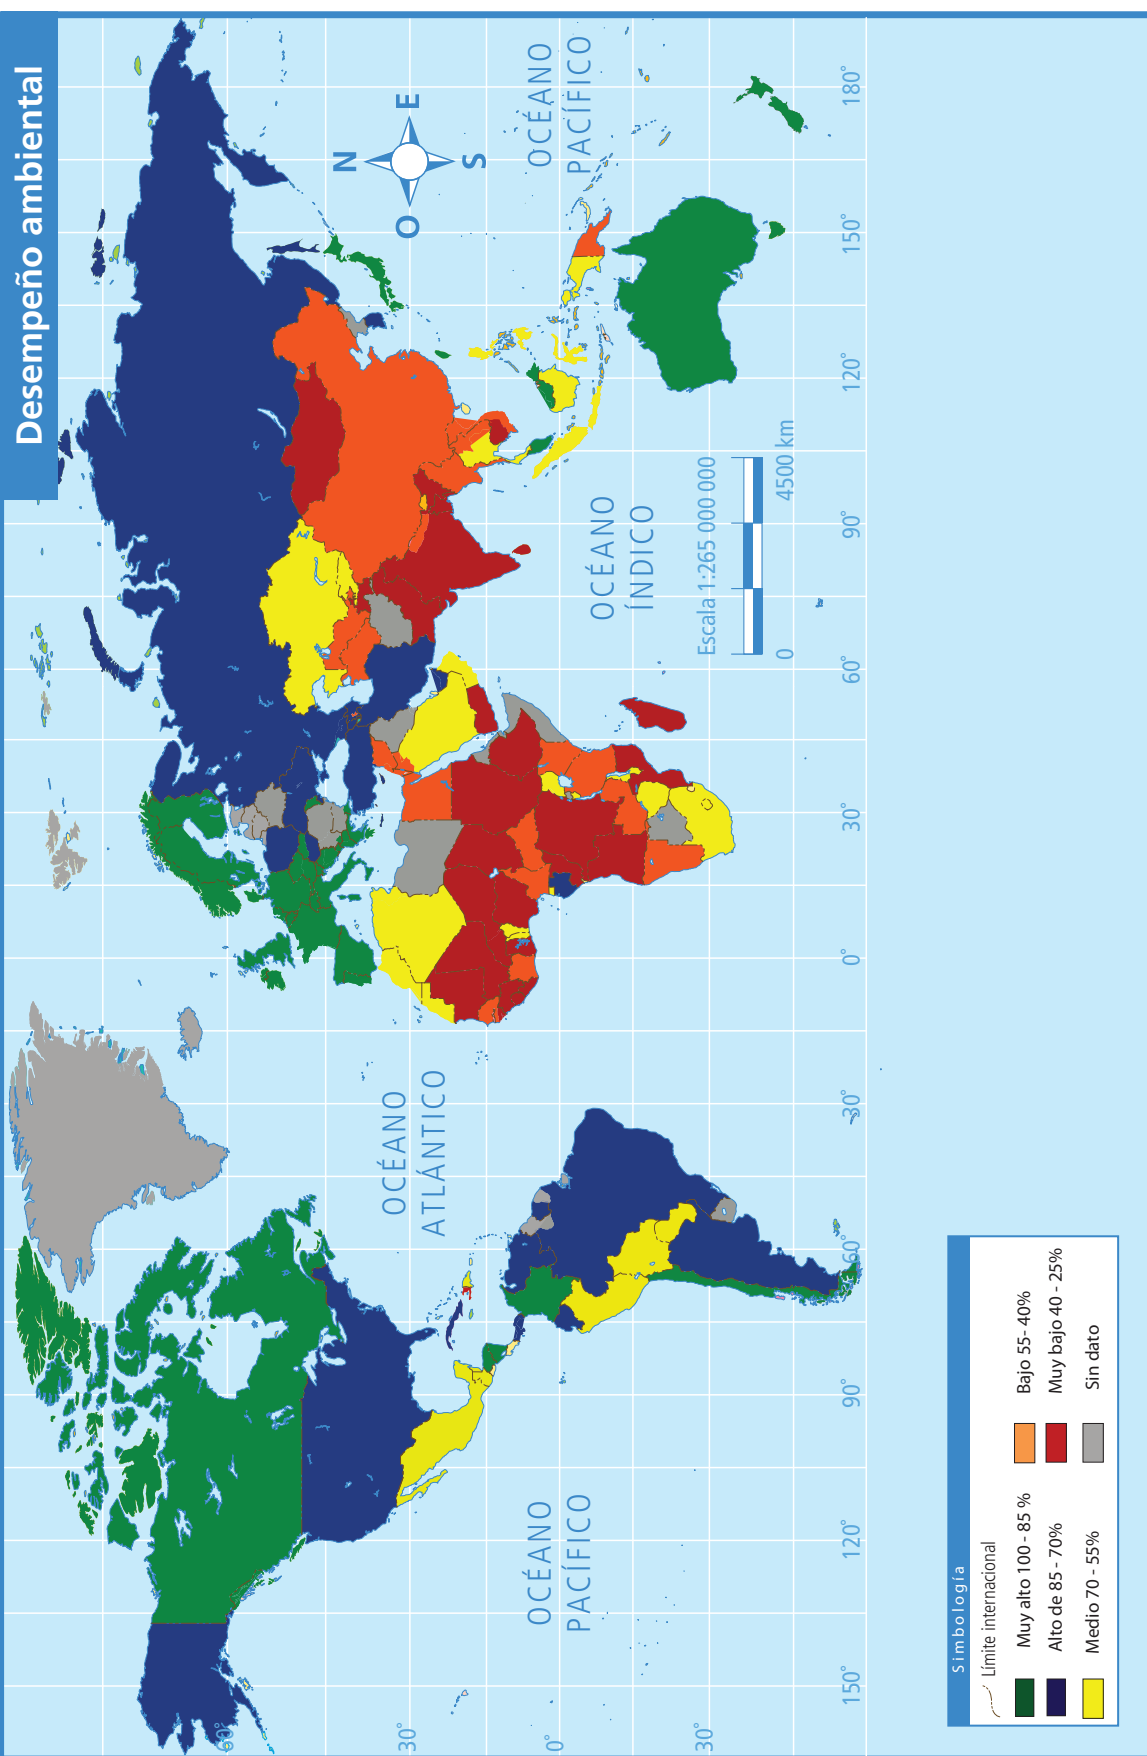 Desempeño ambiental
N
O
E
S
OCÉANO
PACÍFICO
OCÉANO
ATLÁNTICO
OCÉANO
PACÍFICO
OCÉANO
ÍNDICO
Escala 1:265 000 000
0
4500 km
60˚
30˚
0˚
30˚
60˚
150˚
120˚
90˚
30˚
0˚
30˚
60˚
90˚
120˚
150˚
180˚
Simbología
Límite internacional
Muy alto 100 - 85 %
Bajo 55- 40%
Alto de 85 - 70%
Muy bajo 40 - 25%
Medio 70 - 55%
Sin dato